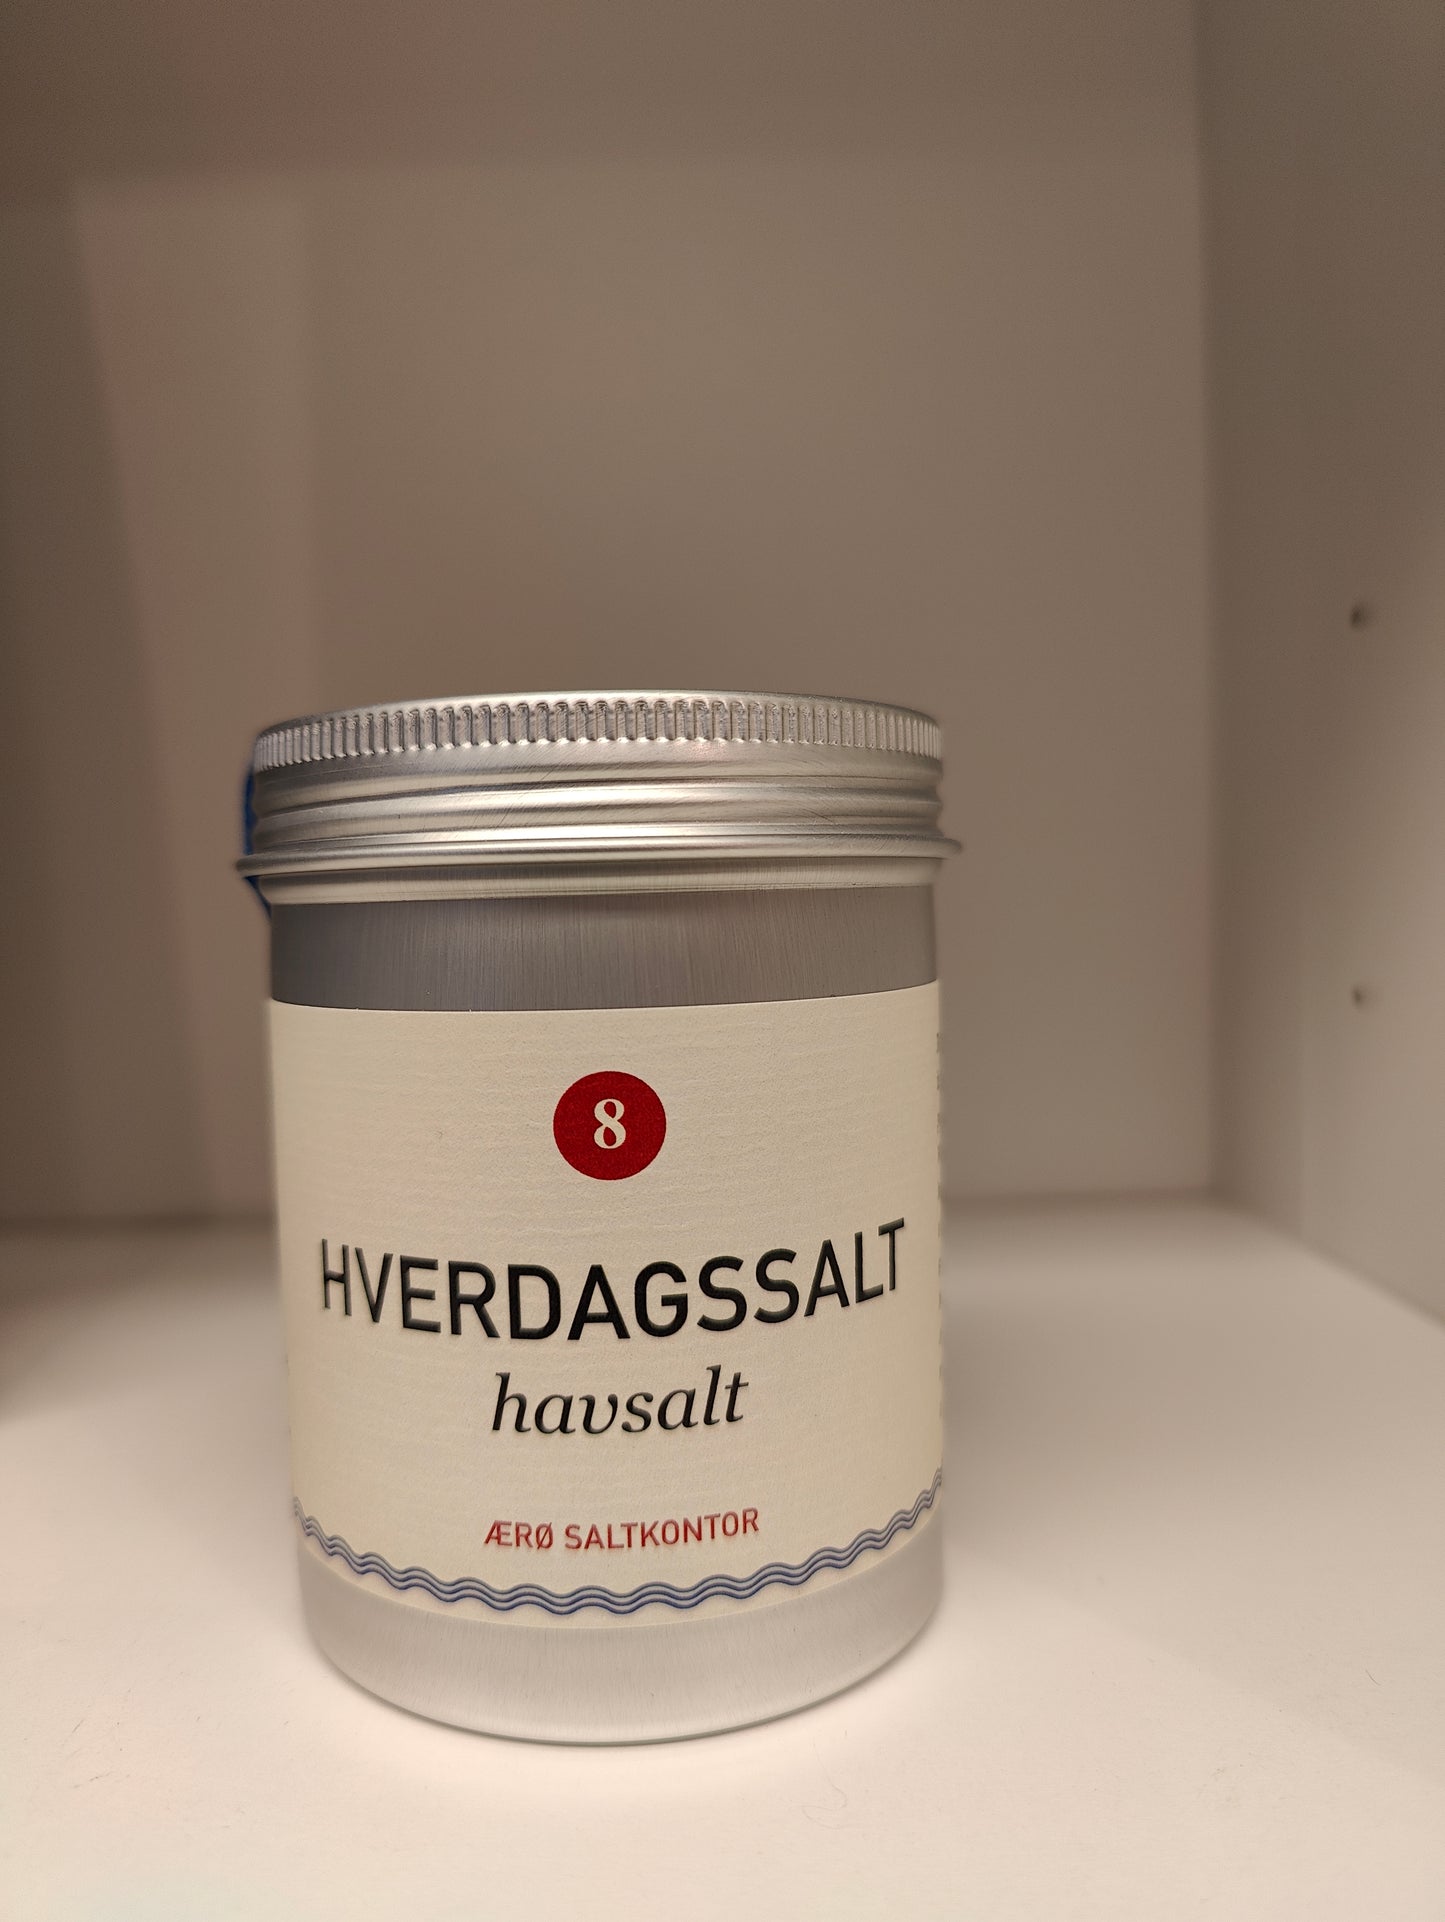 8
HVERDAGSSALT
havsalt
ÆRØ SALTKONTOR